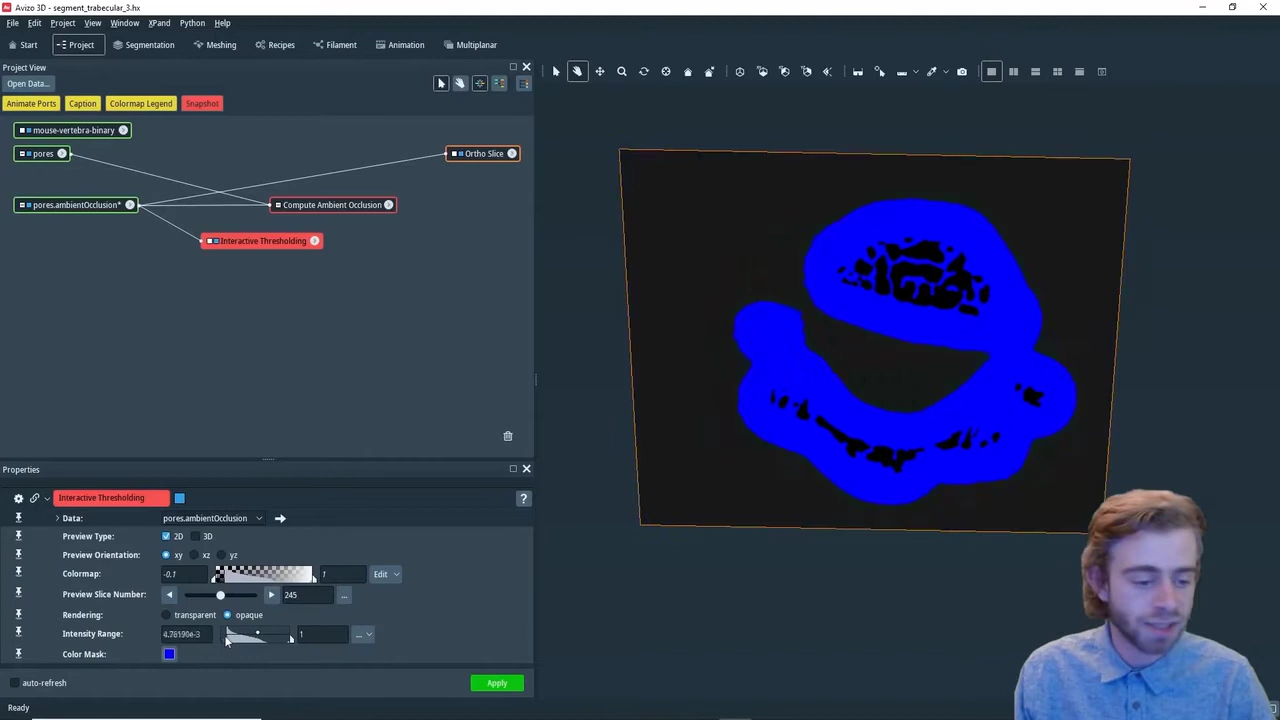 Avizo 3D - segment_trabecular_3.hx
File Edit Project View Window XPand Python Help
Start Project Segmentation Meshing Recipes Filament Animation Multiplanar
Project View
Open Data...
Animate Ports Caption Colormap Legend Snapshot
mouse-vertebra-binary
pores Ortho Slice
pores.ambientOcclusion* Compute Ambient Occlusion
Interactive Thresholding
Properties
Interactive Thresholding ?
Data: pores.ambientOcclusion
Preview Type: 2D 3D
Preview Orientation: xy xz yz
Colormap: -0.1 1 Edit
Preview Slice Number: 245 ...
Rendering: transparent opaque
Intensity Range: 4.76190e-3 1 ...
Color Mask:
auto-refresh Apply
Ready